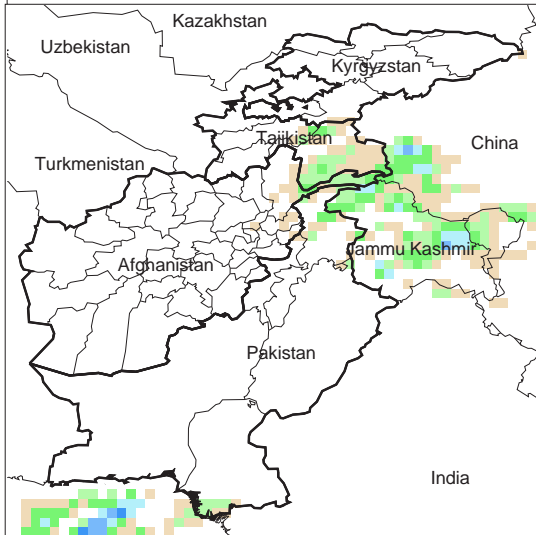 Kazakhstan
Uzbekistan
Kyrgyzstan
Tajikistan
China
Turkmenistan
Jammu Kashmir
Afghanistan
Pakistan
India